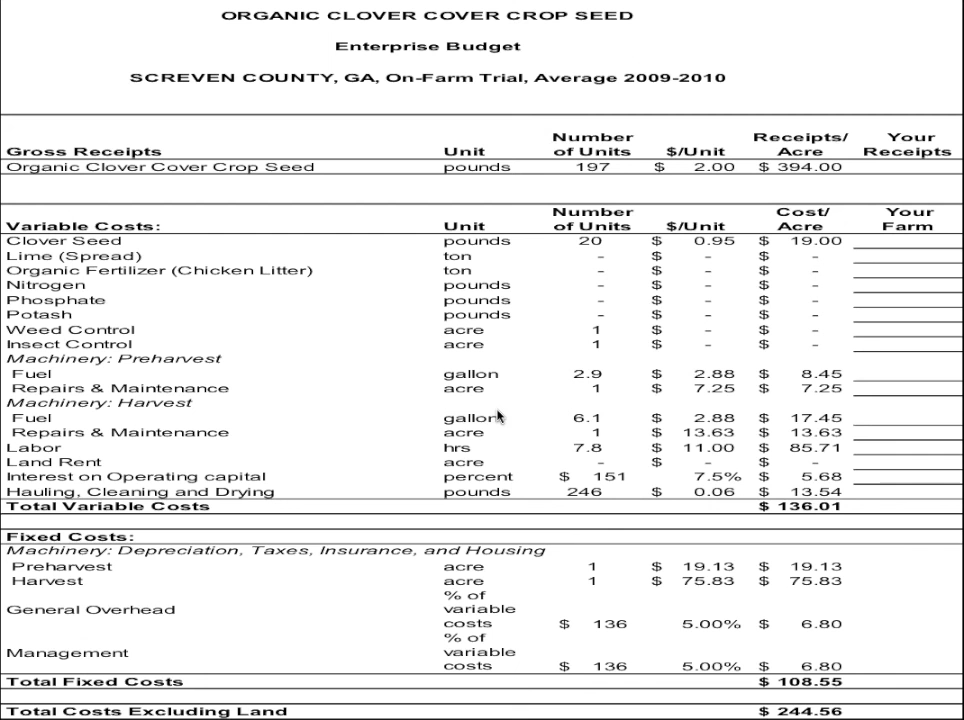 ORGANIC CLOVER COVER CROP SEED
Enterprise Budget
SCREVEN COUNTY, GA, On-Farm Trial, Average 2009-2010
Number Receipts/ Your
Gross Receipts Unit of Units $/Unit Acre Receipts
Organic Clover Cover Crop Seed pounds 197 $ 2.00 $ 394.00
Number Cost/ Your
Variable Costs: Unit of Units $/Unit Acre Farm
Clover Seed pounds 20 $ 0.95 $ 19.00
Lime (Spread) ton - $ - $ -
Organic Fertilizer (Chicken Litter) ton - $ - $ -
Nitrogen pounds - $ - $ -
Phosphate pounds - $ - $ -
Potash pounds - $ - $ -
Weed Control acre 1 $ - $ -
Insect Control acre 1 $ - $ -
Machinery: Preharvest
Fuel gallon 2.9 $ 2.88 $ 8.45
Repairs & Maintenance acre 1 $ 7.25 $ 7.25
Machinery: Harvest
Fuel gallon 6.1 $ 2.88 $ 17.45
Repairs & Maintenance acre 1 $ 13.63 $ 13.63
Labor hrs 7.8 $ 11.00 $ 85.71
Land Rent acre - $ - $ -
Interest on Operating capital percent $ 151 7.5% $ 5.68
Hauling, Cleaning and Drying pounds 246 $ 0.06 $ 13.54
Total Variable Costs $ 136.01
Fixed Costs:
Machinery: Depreciation, Taxes, Insurance, and Housing
Preharvest acre 1 $ 19.13 $ 19.13
Harvest acre 1 $ 75.83 $ 75.83
% of
General Overhead variable
costs $ 136 5.00% $ 6.80
% of
Management variable
costs $ 136 5.00% $ 6.80
Total Fixed Costs $ 108.55
Total Costs Excluding Land $ 244.56